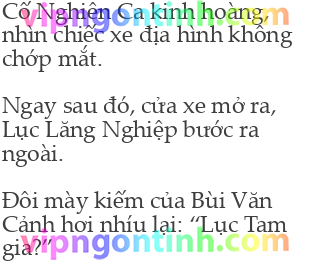 Cố Nghiên Ca kinh hoàng,
nhìn chiếc xe địa hình không
chớp mắt.
Ngay sau đó, cửa xe mở ra,
Lục Lăng Nghiệp bước ra
ngoài.
Đôi mày kiếm của Bùi Văn
Cảnh hơi nhíu lại: “Lục Tam
gia?”
vipngontinh.com
vipngontinh.com